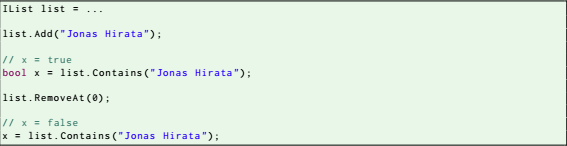 IList list = ...
list.Add("Jonas Hirata");
// x = true
bool x = list.Contains("Jonas Hirata");
list.RemoveAt(0);
// x = false
x = list.Contains("Jonas Hirata");